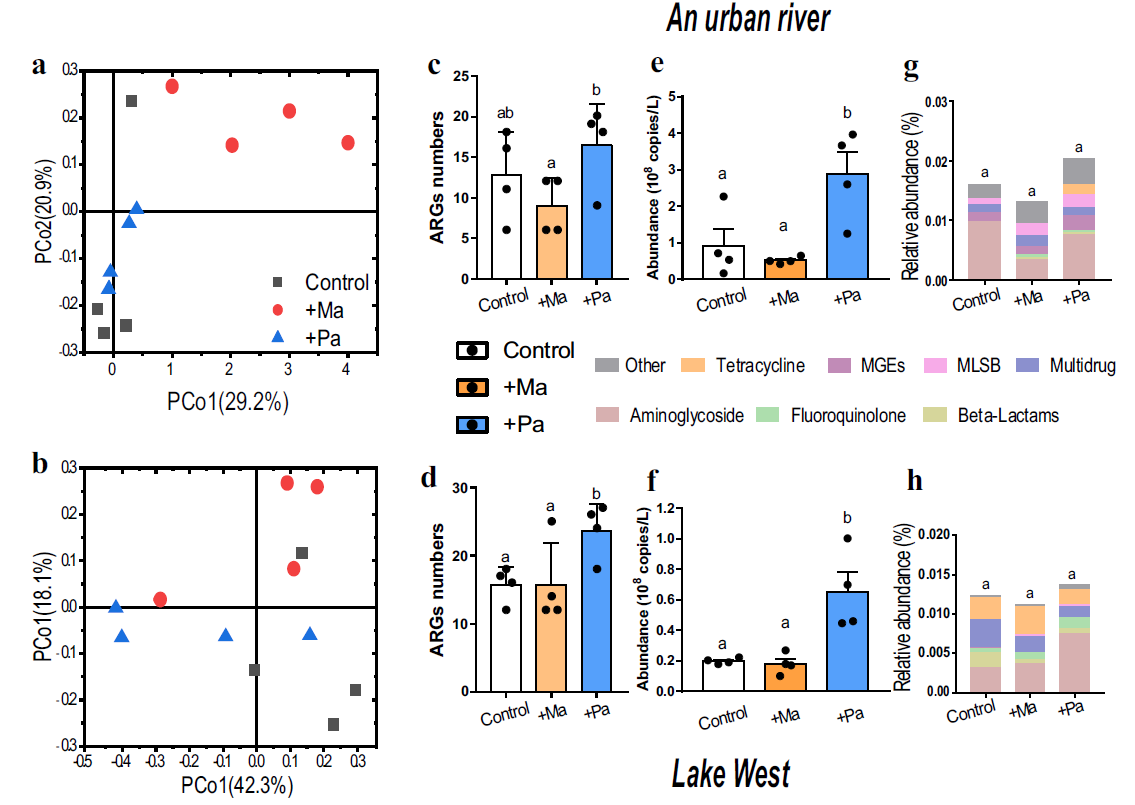 An urban river
a
0.3
0.2
0.1
0.0
-0.1
-0.2
-0.3
PCo2(20.9%)
0 1 2 3 4
PCo1(29.2%)
Control
+Ma
+Pa
c
25
20
15
10
5
0
ARGs numbers
ab
a
b
Control +Ma +Pa
e
5
4
3
2
1
0
Abundance (10⁸ copies/L)
a
a
b
Control +Ma +Pa
g
0.03
0.02
0.01
0.00
Relative abundance (%)
a
a
a
Control +Ma +Pa
Control
+Ma
+Pa
Other Tetracycline MGEs MLSB Multidrug
Aminoglycoside Fluoroquinolone Beta-Lactams
b
0.3
0.2
0.1
0.0
-0.1
-0.2
-0.3
PCo1(18.1%)
-0.5 -0.4 -0.3 -0.2 -0.1 0.0 0.1 0.2 0.3
PCo1(42.3%)
d
30
20
10
0
ARGs numbers
a
a
b
Control +Ma +Pa
f
1.2
1.0
0.8
0.6
0.4
0.2
0.0
Abundance (10⁸ copies/L)
a
a
b
Control +Ma +Pa
h
0.020
0.015
0.010
0.005
0.00
Relative abundance (%)
a
a
a
Control +Ma +Pa
Lake West